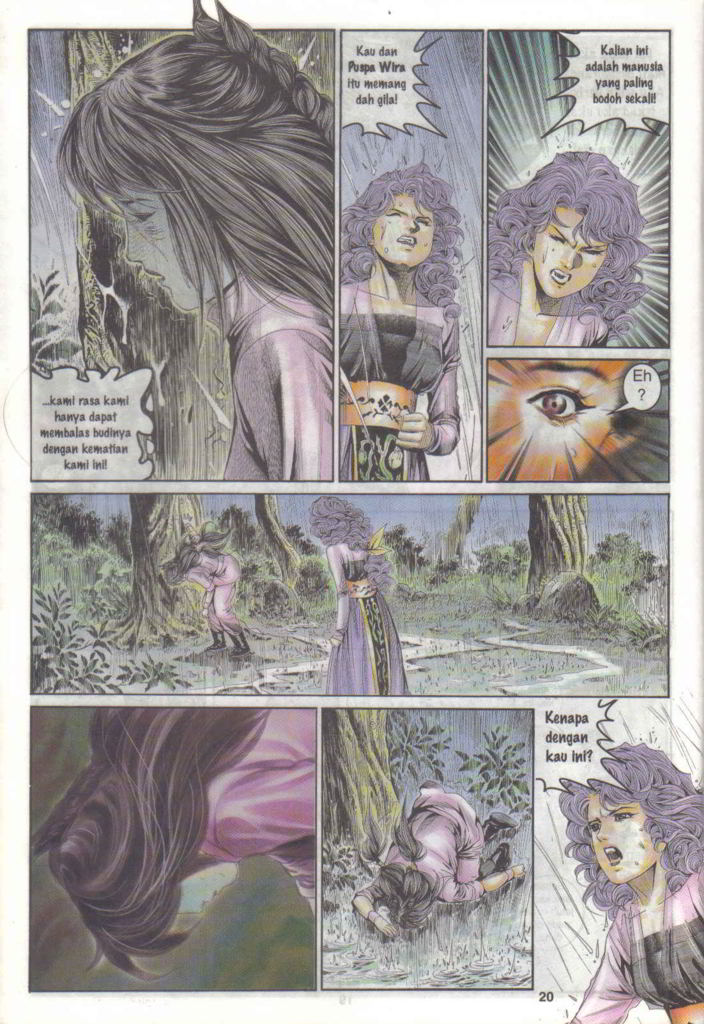 ...kami rasa kami
hanya dapat
membalas budinya
dengan kematian
kami ini!
Kau dan
Puspa Wira
itu memang
dah gila!
Kalian ini
adalah manusia
yang paling
bodoh sekali!
Eh
?
Kenapa
dengan
kau ini?
20